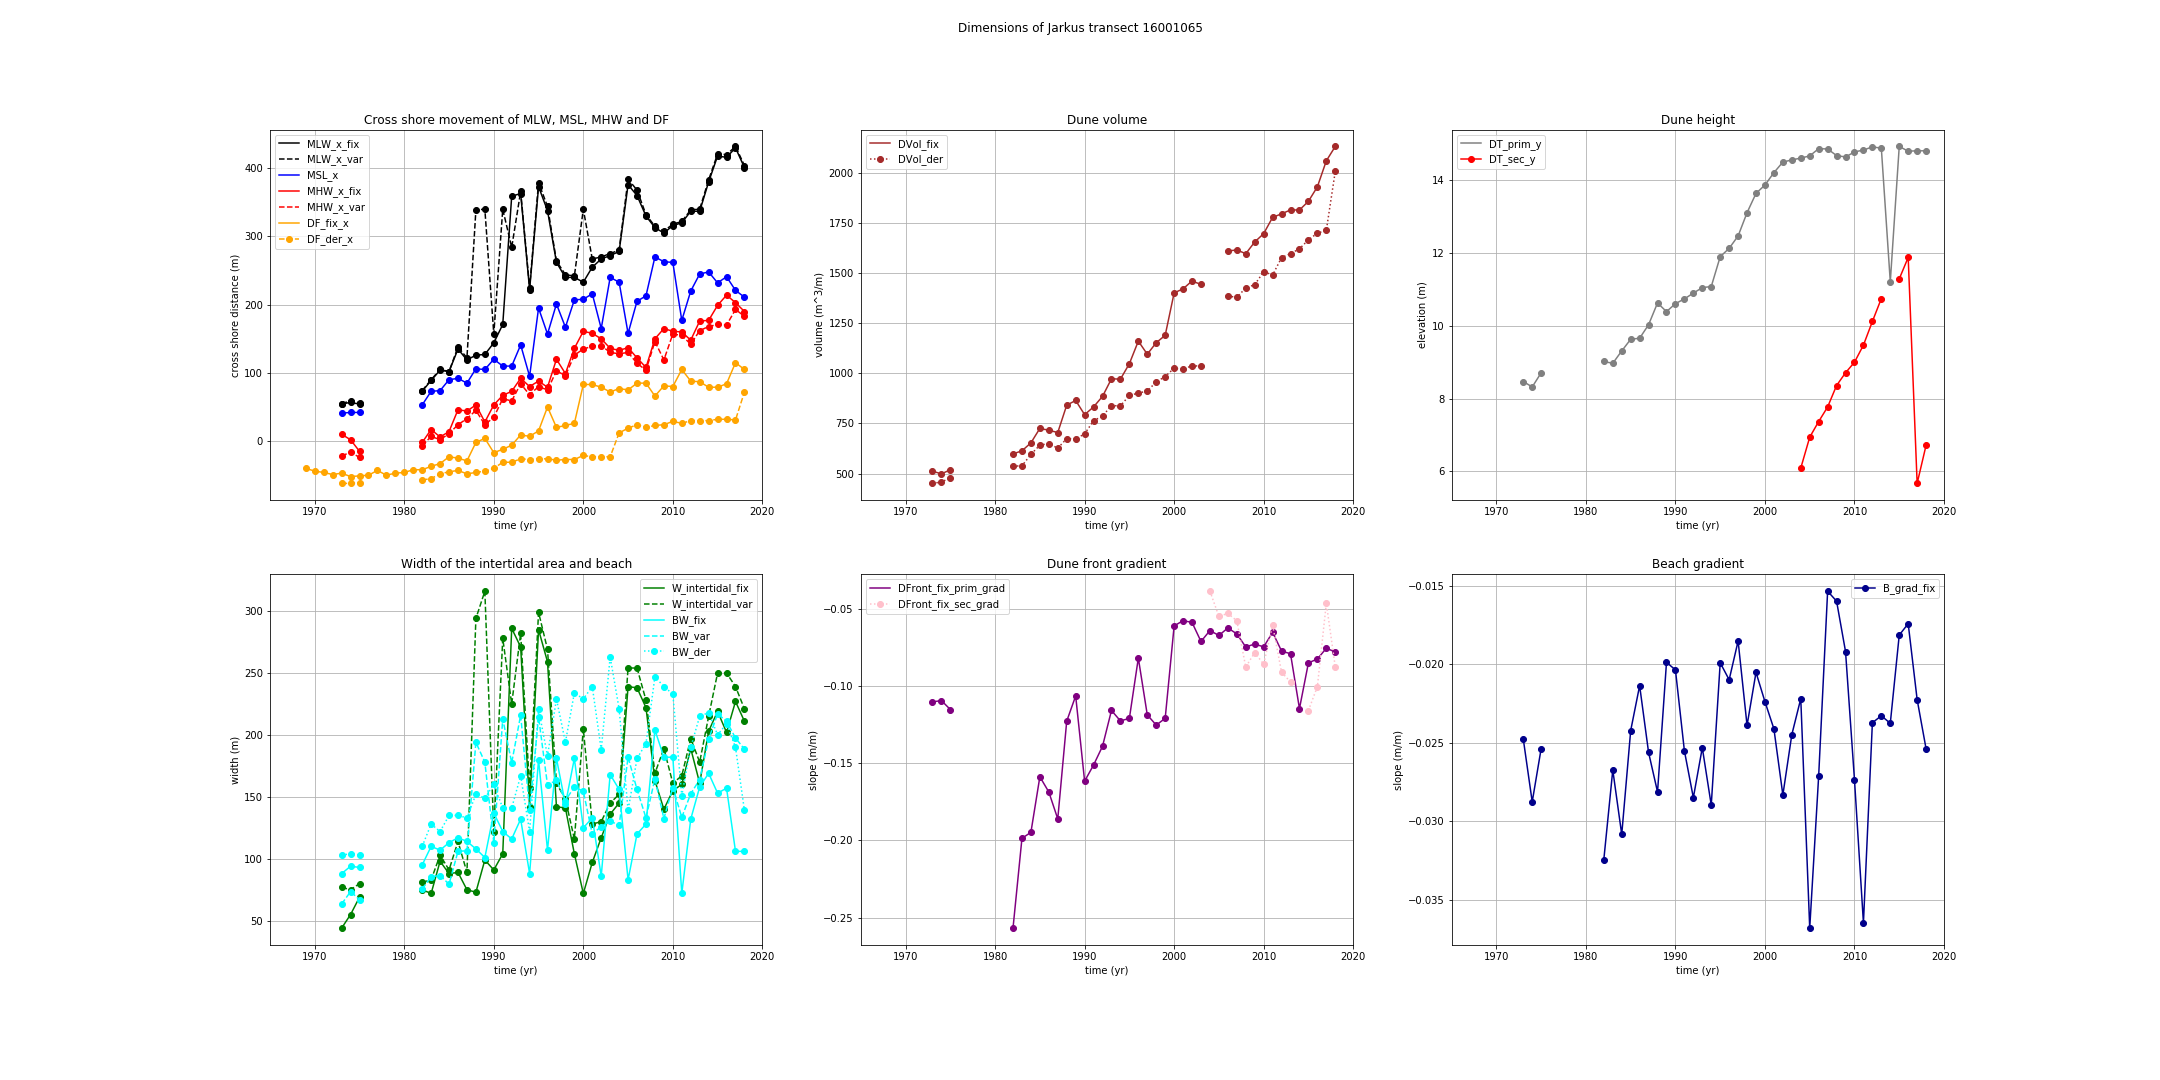 Dimensions of Jarkus transect 16001065
Cross shore movement of MLW, MSL, MHW and DF
MLW_x_fix
MLW_x_var
MSL_x
MHW_x_fix
MHW_x_var
DF_fix_x
DF_der_x
cross shore distance (m)
400
300
200
100
0
1970 1980 1990 2000 2010 2020
time (yr)
Dune volume
DVol_fix
DVol_der
volume (m^3/m)
2000
1750
1500
1250
1000
750
500
1970 1980 1990 2000 2010 2020
time (yr)
Dune height
DT_prim_y
DT_sec_y
elevation (m)
14
12
10
8
6
1970 1980 1990 2000 2010 2020
time (yr)
Width of the intertidal area and beach
W_intertidal_fix
W_intertidal_var
BW_fix
BW_var
BW_der
width (m)
300
250
200
150
100
50
1970 1980 1990 2000 2010 2020
time (yr)
Dune front gradient
DFront_fix_prim_grad
DFront_fix_sec_grad
slope (m/m)
−0.05
−0.10
−0.15
−0.20
−0.25
1970 1980 1990 2000 2010 2020
time (yr)
Beach gradient
B_grad_fix
slope (m/m)
−0.015
−0.020
−0.025
−0.030
−0.035
1970 1980 1990 2000 2010 2020
time (yr)